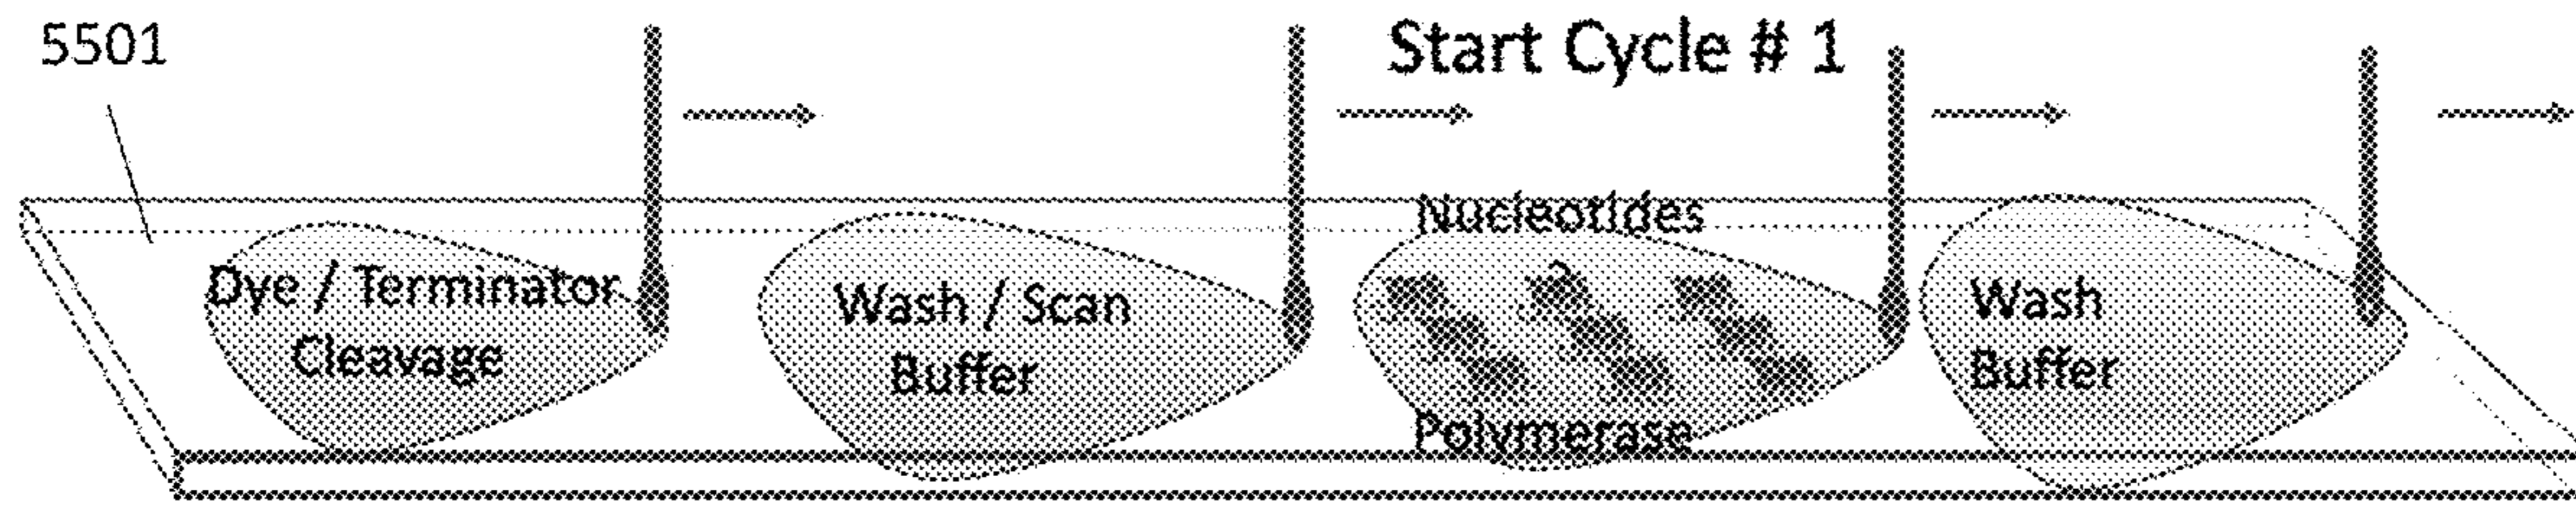 5501
Start Cycle # 1
Nucleotides
Dye / Terminator
Cleavage
Wash / Scan
Buffer
Polymerase
Wash
Buffer